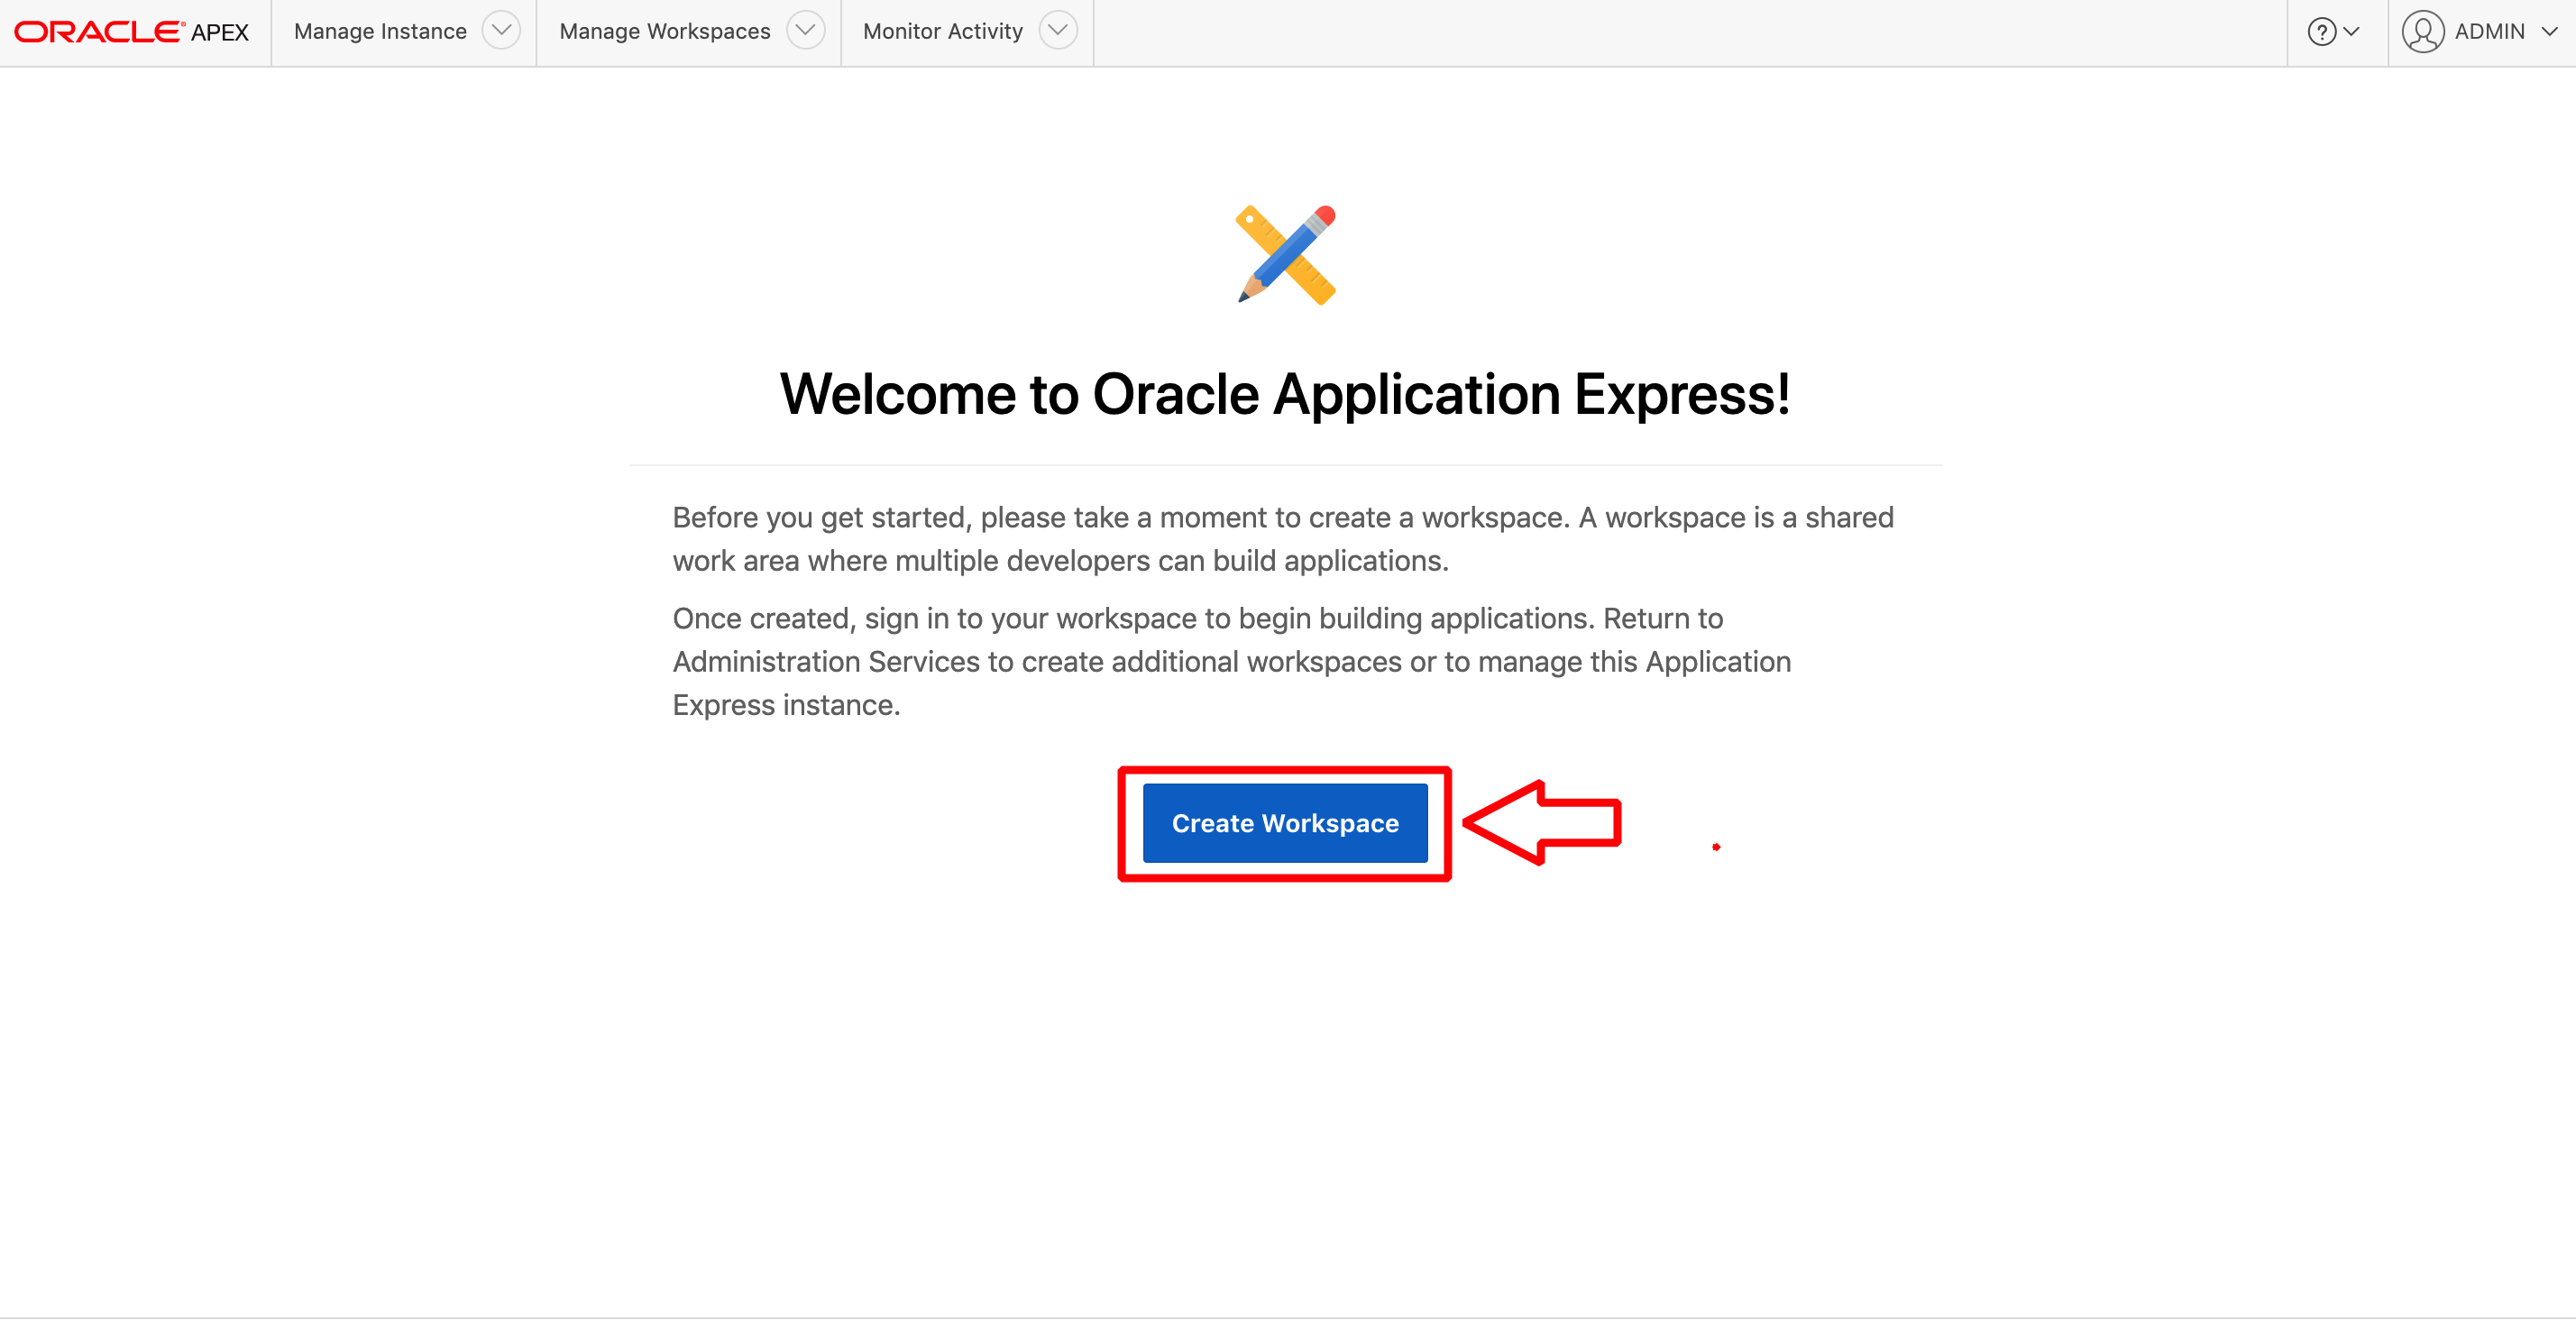 ORACLE® APEX Manage Instance Manage Workspaces Monitor Activity ? ADMIN
Welcome to Oracle Application Express!
Before you get started, please take a moment to create a workspace. A workspace is a shared
work area where multiple developers can build applications.
Once created, sign in to your workspace to begin building applications. Return to
Administration Services to create additional workspaces or to manage this Application
Express instance.
Create Workspace